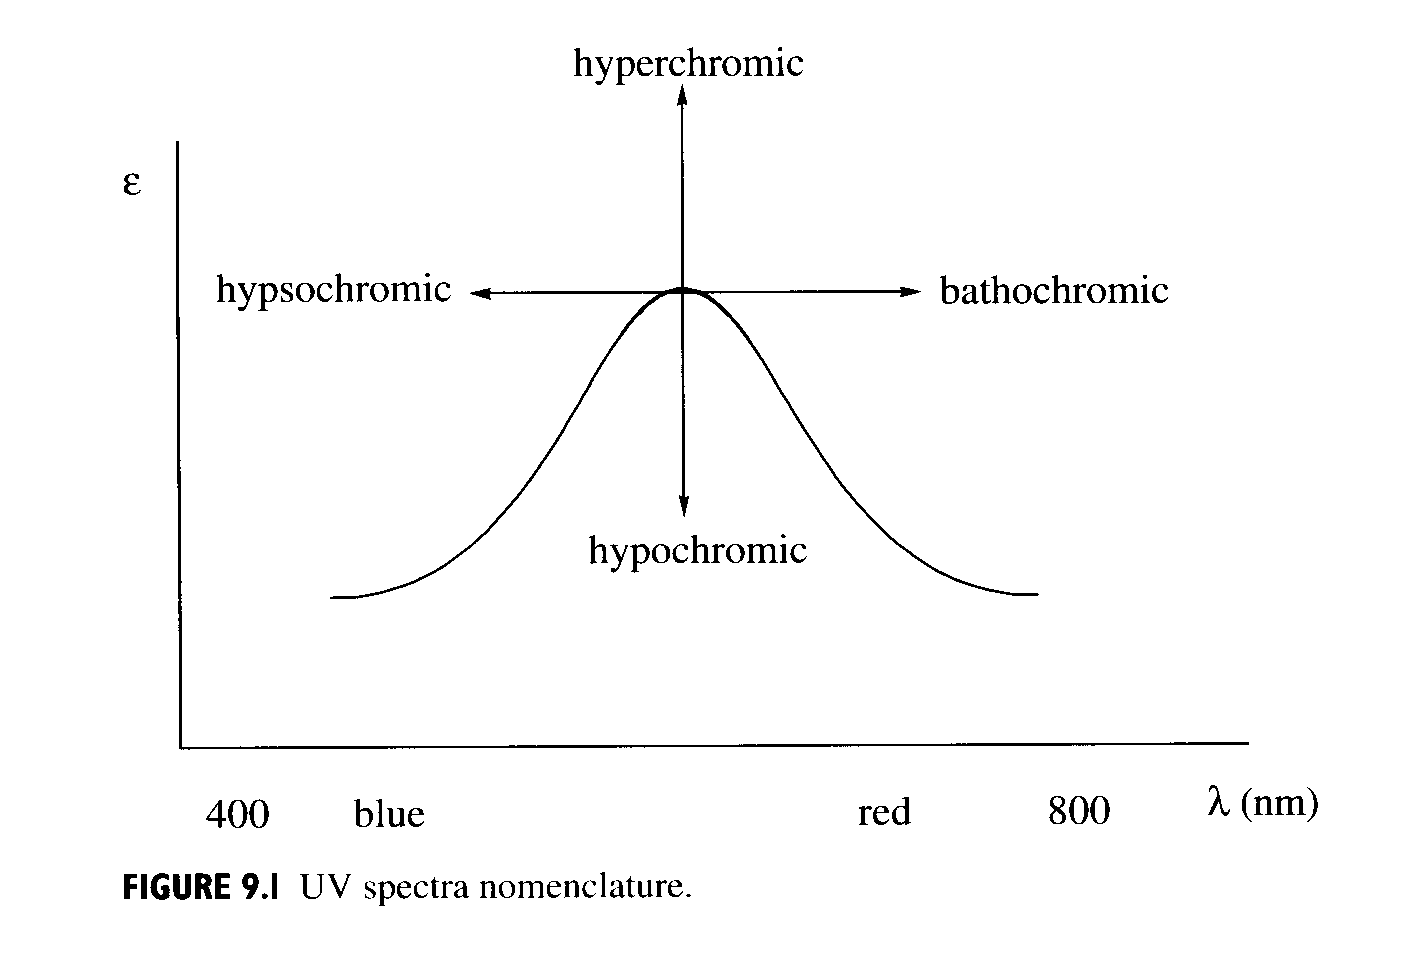 hyperchromic
ε
hypsochromic
bathochromic
hypochromic
400 blue red 800 λ (nm)
FIGURE 9.1 UV spectra nomenclature.